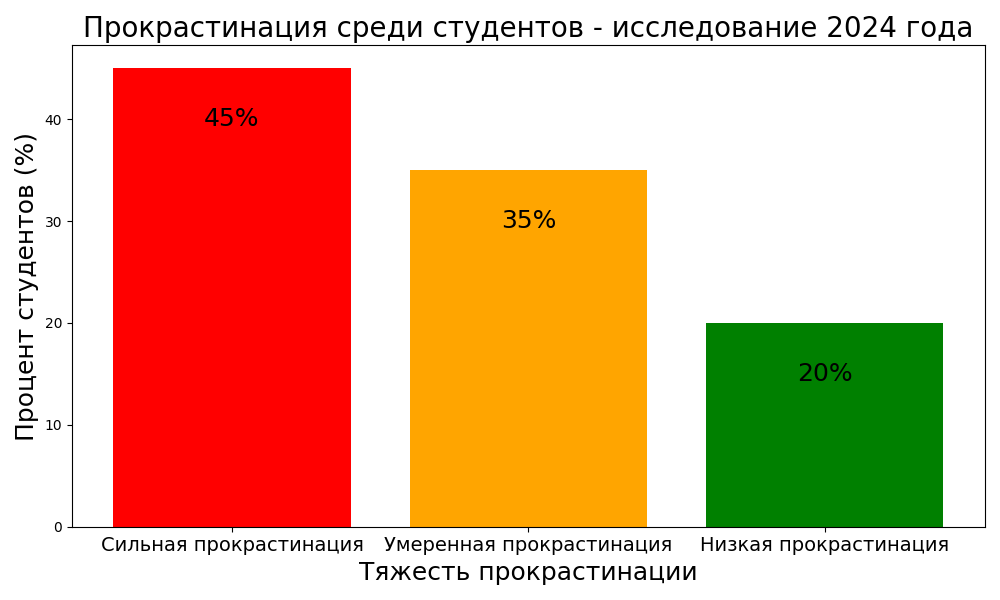 Прокрастинация среди студентов - исследование 2024 года
Процент студентов (%)
40
30
20
10
0
45%
35%
20%
Сильная прокрастинация
Умеренная прокрастинация
Низкая прокрастинация
Тяжесть прокрастинации